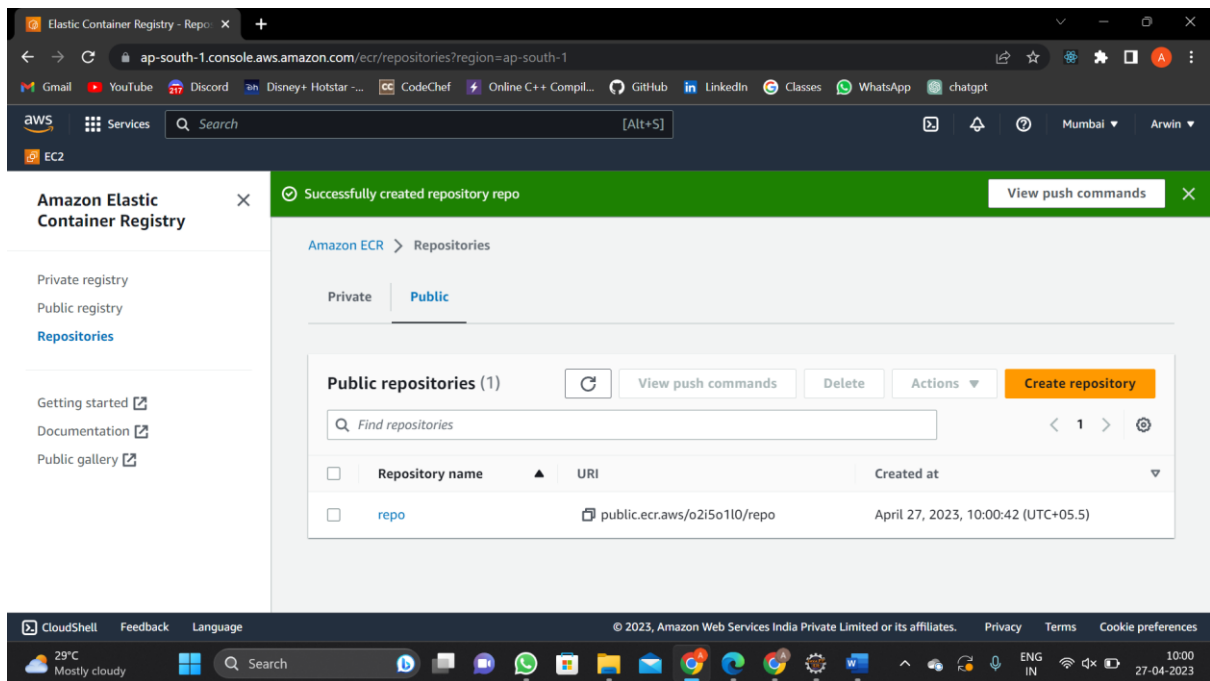 Elastic Container Registry - Repo
ap-south-1.console.aws.amazon.com/ecr/repositories?region=ap-south-1
A
Gmail YouTube 217 Discord Disney+ Hotstar -... CC CodeChef Online C++ Compil... GitHub in LinkedIn G Classes WhatsApp chatgpt
aws Services Search [Alt+S] Mumbai Arwin
EC2
Amazon Elastic
Container Registry
Private registry
Public registry
Repositories
Getting started
Documentation
Public gallery
Successfully created repository repo View push commands
Amazon ECR > Repositories
Private Public
Public repositories (1) View push commands Delete Actions Create repository
Find repositories < 1 >
Repository name URI Created at
repo public.ecr.aws/o2i5o1l0/repo April 27, 2023, 10:00:42 (UTC+05.5)
CloudShell Feedback Language © 2023, Amazon Web Services India Private Limited or its affiliates. Privacy Terms Cookie preferences
29°C
Mostly cloudy
Search
ENG
IN
10:00
27-04-2023